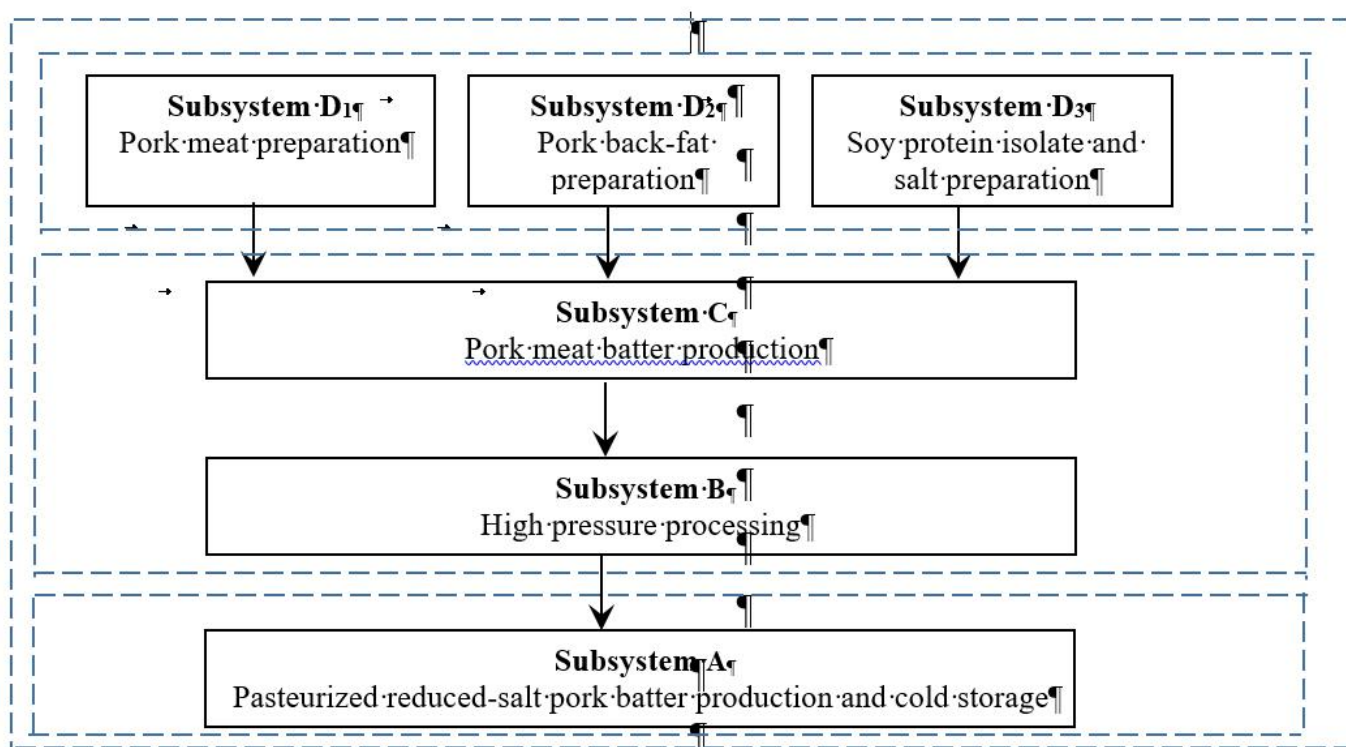 Subsystem D1
Pork meat preparation
Subsystem D2
Pork back-fat
preparation
Subsystem D3
Soy protein isolate and
salt preparation
Subsystem C
Pork meat batter production
Subsystem B
High pressure processing
Subsystem A
Pasteurized reduced-salt pork batter production and cold storage